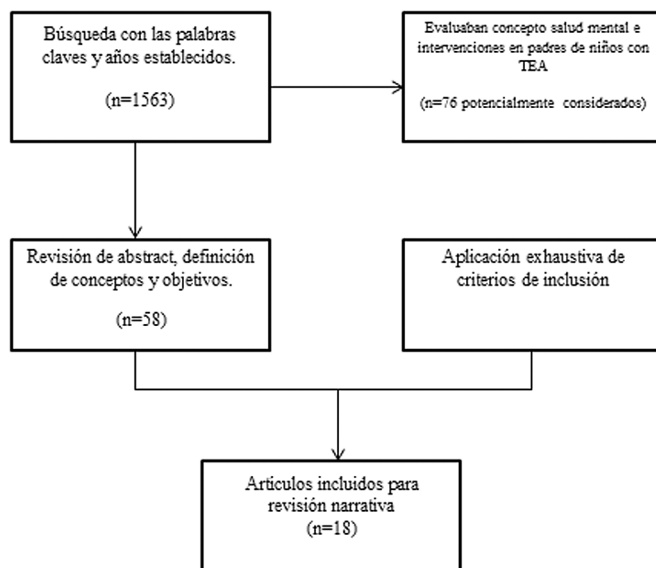 Búsqueda con las palabras
claves y años establecidos.
(n=1563)
Evaluaban concepto salud mental e
intervenciones en padres de niños con
TEA
(n=76 potencialmente considerados)
Revisión de abstract, definición
de conceptos y objetivos.
(n=58)
Aplicación exhaustiva de
criterios de inclusión
Artículos incluidos para
revisión narrativa
(n=18)